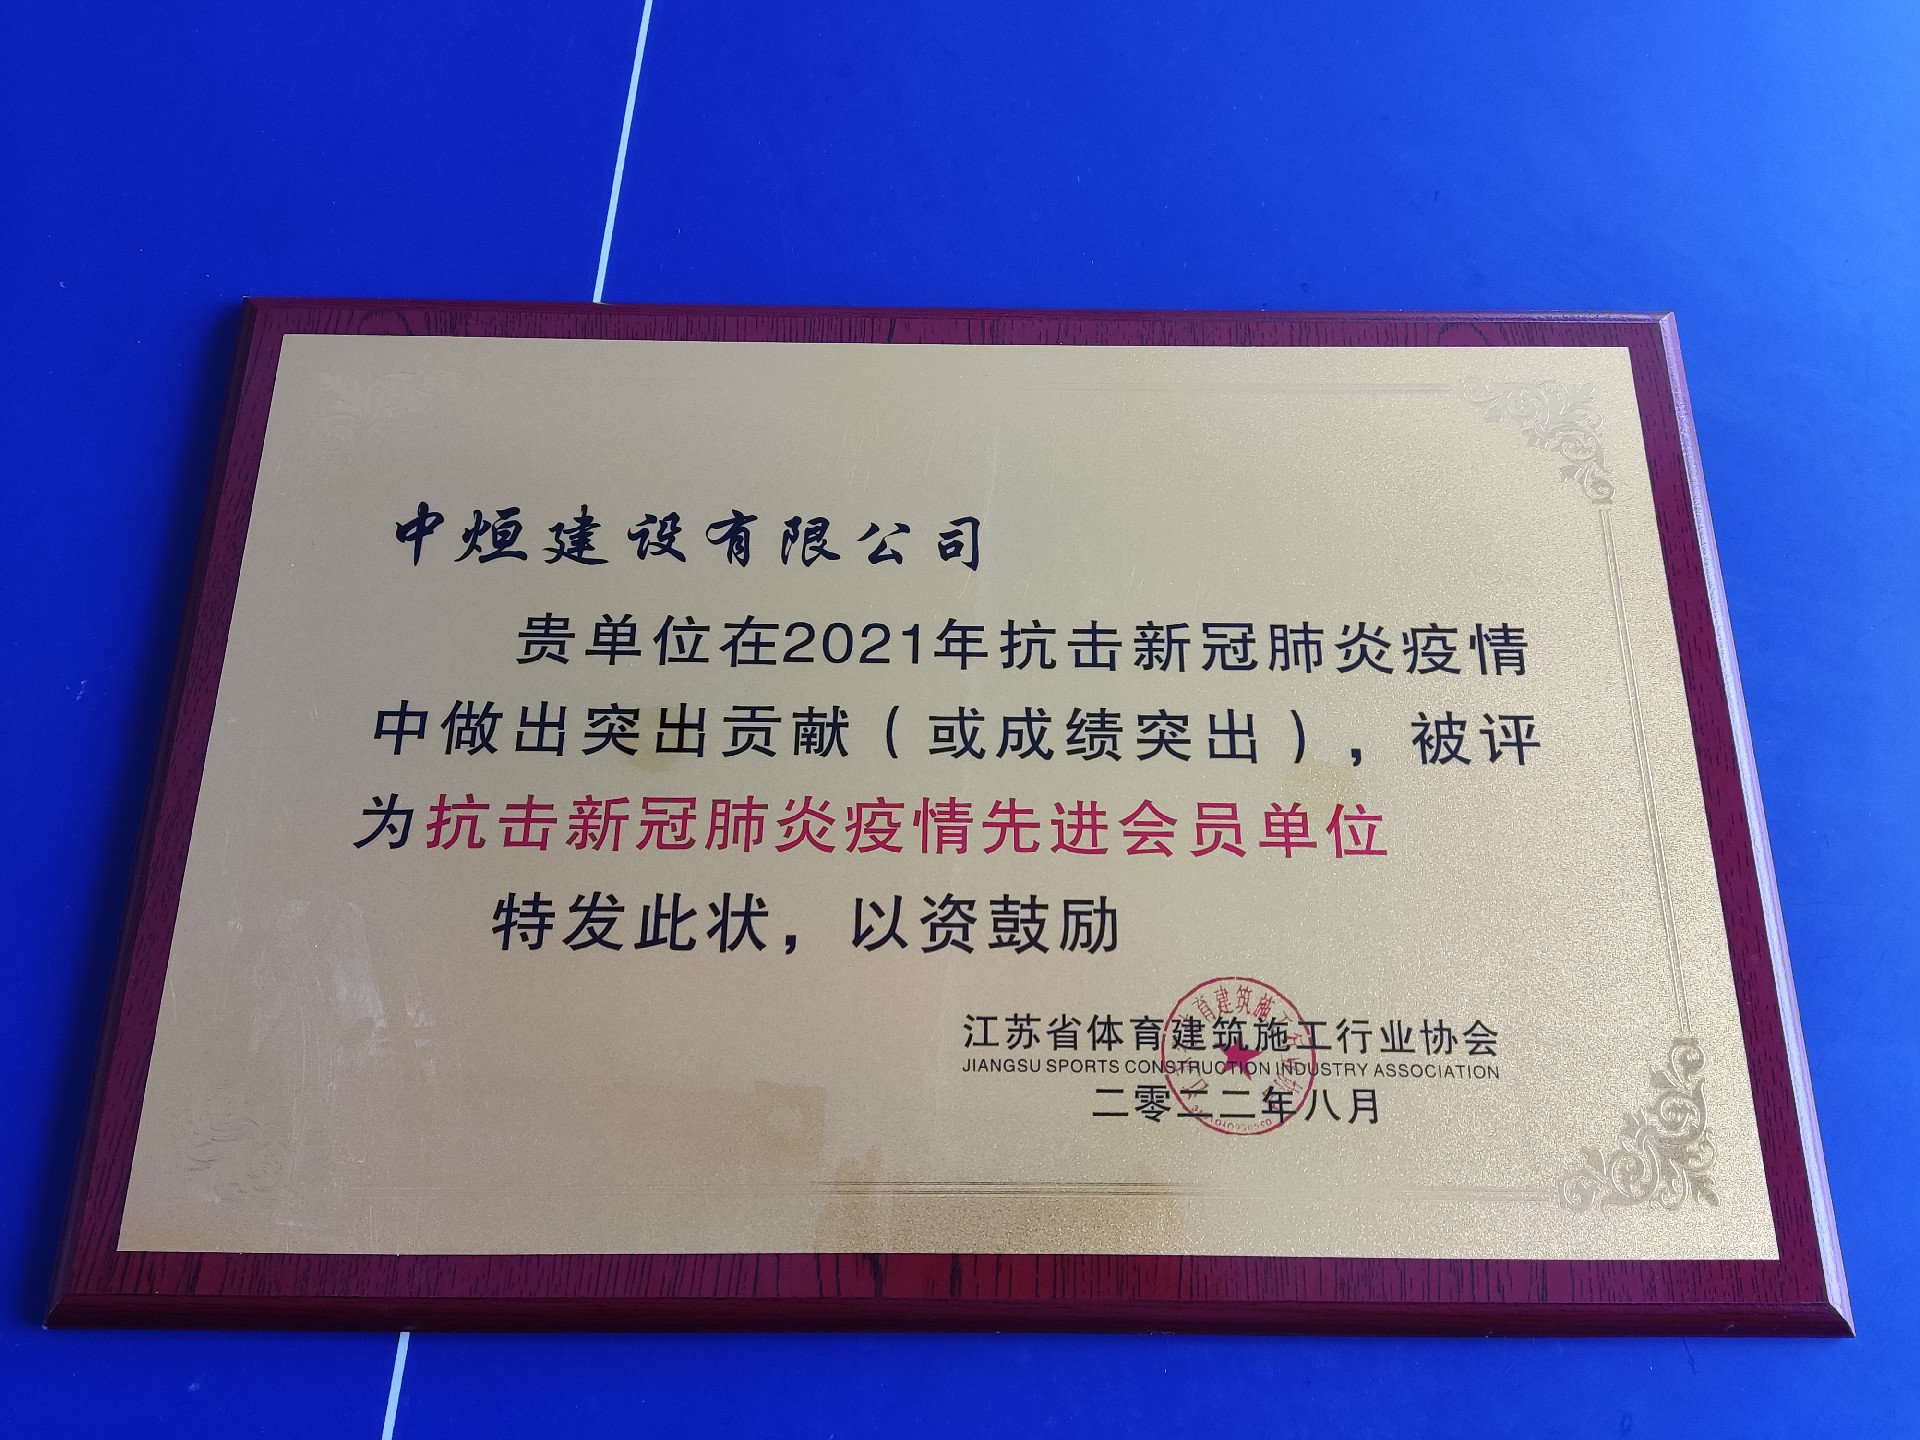 中烜建设有限公司
贵单位在2021年抗击新冠肺炎疫情
中做出突出贡献（或成绩突出），被评
为抗击新冠肺炎疫情先进会员单位
特发此状，以资鼓励
江苏省体育建筑施工行业协会
JIANGSU SPORTS CONSTRUCTION INDUSTRY ASSOCIATION
二零二二年八月